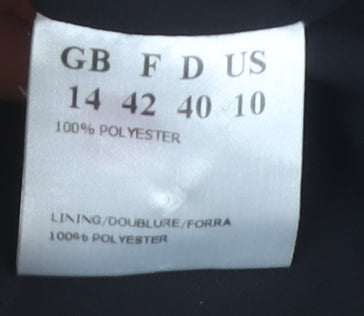 GB F D US
14 42 40 10
100% POLYESTER
LINING/DOUBLURE/FORRA
100% POLYESTER